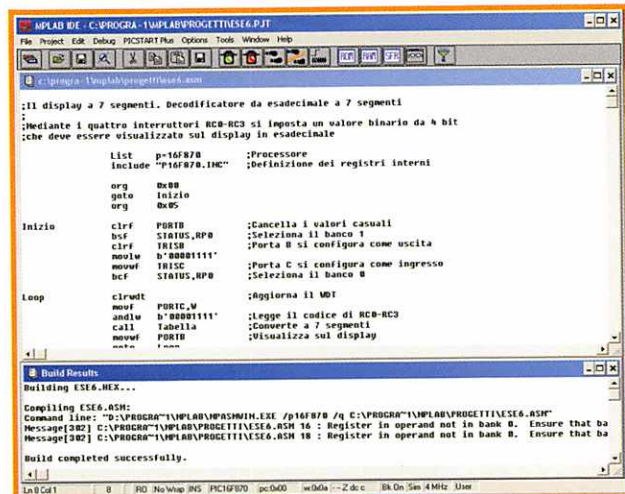 MPLAB IDE - C:\PROGRA~1\MPLAB\PROGETTI\ESE6.PJT
File Project Edit Debug PICSTART Plus Options Tools Window Help
ROM RAM SFR
c:\progra~1\mplab\progetti\ese6.asm
;Il display a 7 segmenti. Decodificatore da esadecimale a 7 segmenti
;
;Mediante i quattro interruttori RC0-RC3 si imposta un valore binario da 4 bit
;che deve essere visualizzato sul display in esadecimale
List p=16F870 ;Processore
include "P16F870.INC" ;Definizione dei registri interni
org 0x00
goto Inizio
org 0x05
Inizio clrf PORTB ;Cancella i valori casuali
bsf STATUS,RP0 ;Seleziona il banco 1
clrf TRISB ;Porta B si configura come uscita
movlw b'00001111'
movwf TRISC ;Porta C si configura come ingresso
bcf STATUS,RP0 ;Seleziona il banco 0
Loop clrwdt ;Aggiorna il WDT
movf PORTC,W
andlw b'00001111' ;Legge il codice di RC0-RC3
call Tabella ;Converte a 7 segmenti
movwf PORTB ;Visualizza sul display
goto Loop
Build Results
Building ESE6.HEX...
Compiling ESE6.ASM:
Command line: "D:\PROGRA~1\MPLAB\MPASMWIN.EXE /p16F870 /q C:\PROGRA~1\MPLAB\PROGETTI\ESE6.ASM"
Message[302] C:\PROGRA~1\MPLAB\PROGETTI\ESE6.ASM 16 : Register in operand not in bank 0. Ensure that ba
Message[302] C:\PROGRA~1\MPLAB\PROGETTI\ESE6.ASM 18 : Register in operand not in bank 0. Ensure that ba
Build completed successfully.
Ln 8 Col 1 8 RO No Wrap INS PIC16F870 pc:0x00 w:0x0a -- Z dc c Bk On Sim 4 MHz User